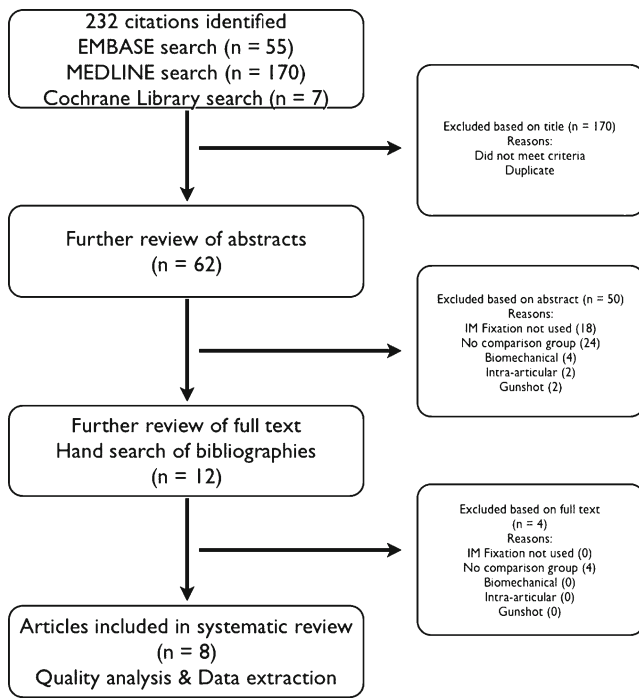 232 citations identified
EMBASE search (n = 55)
MEDLINE search (n = 170)
Cochrane Library search (n = 7)
Excluded based on title (n = 170)
Reasons:
Did not meet criteria
Duplicate
Further review of abstracts
(n = 62)
Excluded based on abstract (n = 50)
Reasons:
IM Fixation not used (18)
No comparison group (24)
Biomechanical (4)
Intra-articular (2)
Gunshot (2)
Further review of full text
Hand search of bibliographies
(n = 12)
Excluded based on full text
(n = 4)
Reasons:
IM Fixation not used (0)
No comparison group (4)
Biomechanical (0)
Intra-articular (0)
Gunshot (0)
Articles included in systematic review
(n = 8)
Quality analysis & Data extraction